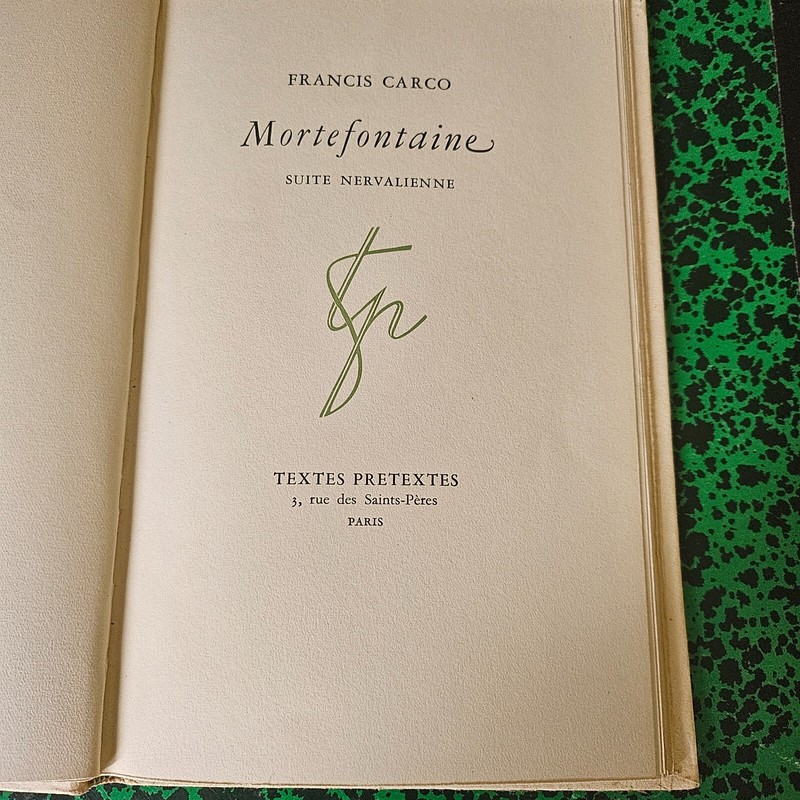 FRANCIS CARCO
Mortefontaine
SUITE NERVALIENNE
TEXTES PRETEXTES
3, rue des Saints-Pères
PARIS